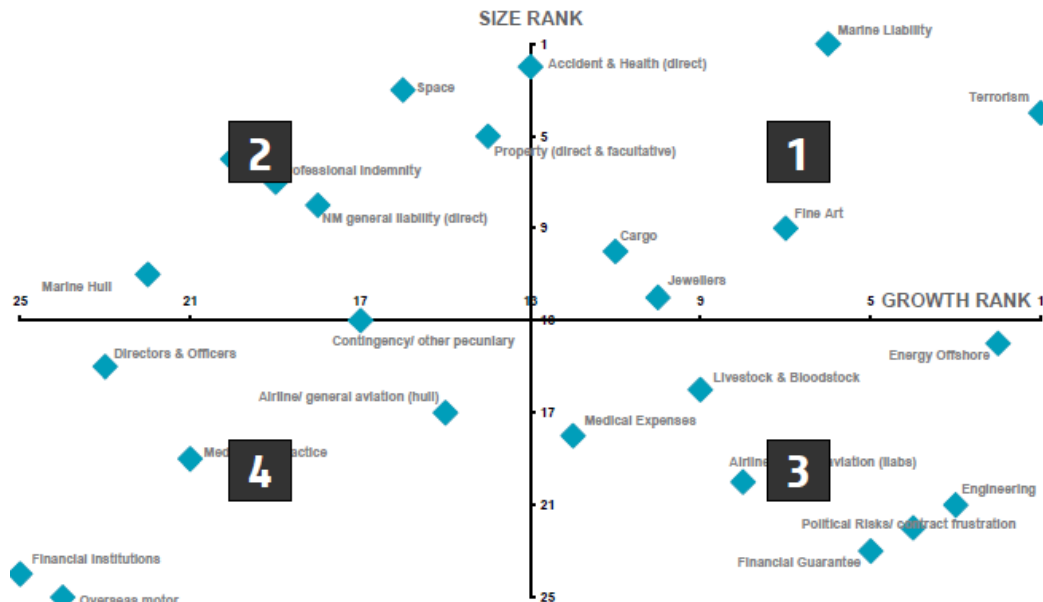 SIZE RANK
1
Marine Liability
Accident & Health (direct)
Space
Terrorism
5
Property (direct & facultative)
2
1
Indemnity
NM general liability (direct)
Fine Art
9
Cargo
Marine Hull
Jewellers
25
21
17
13
9
5
GROWTH RANK
1
Contingency/ other pecuniary
Energy Offshore
Directors & Officers
Livestock & Bloodstock
Airline/ general aviation (hull)
17
Medical Expenses
4
3
(liabs)
Engineering
21
Political Risks/ contract frustration
Financial Guarantee
Financial Institutions
Overseas motor
25